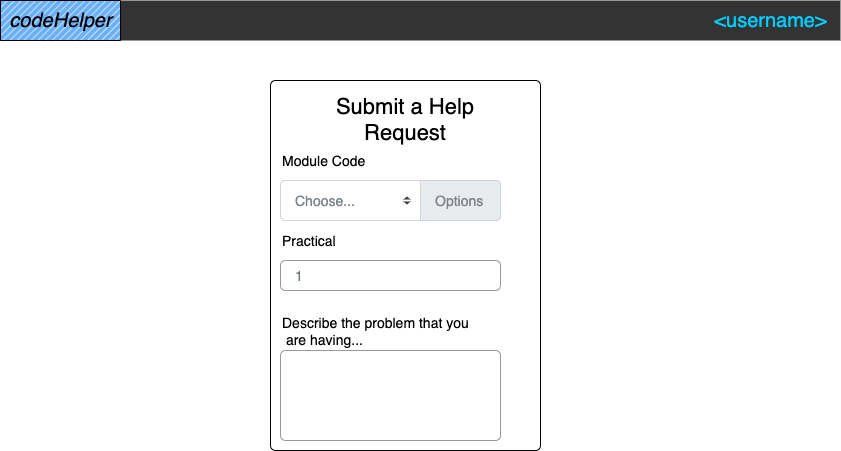 codeHelper
<username>
Submit a Help
Request
Module Code
Choose...
Options
Practical
1
Describe the problem that you
are having...